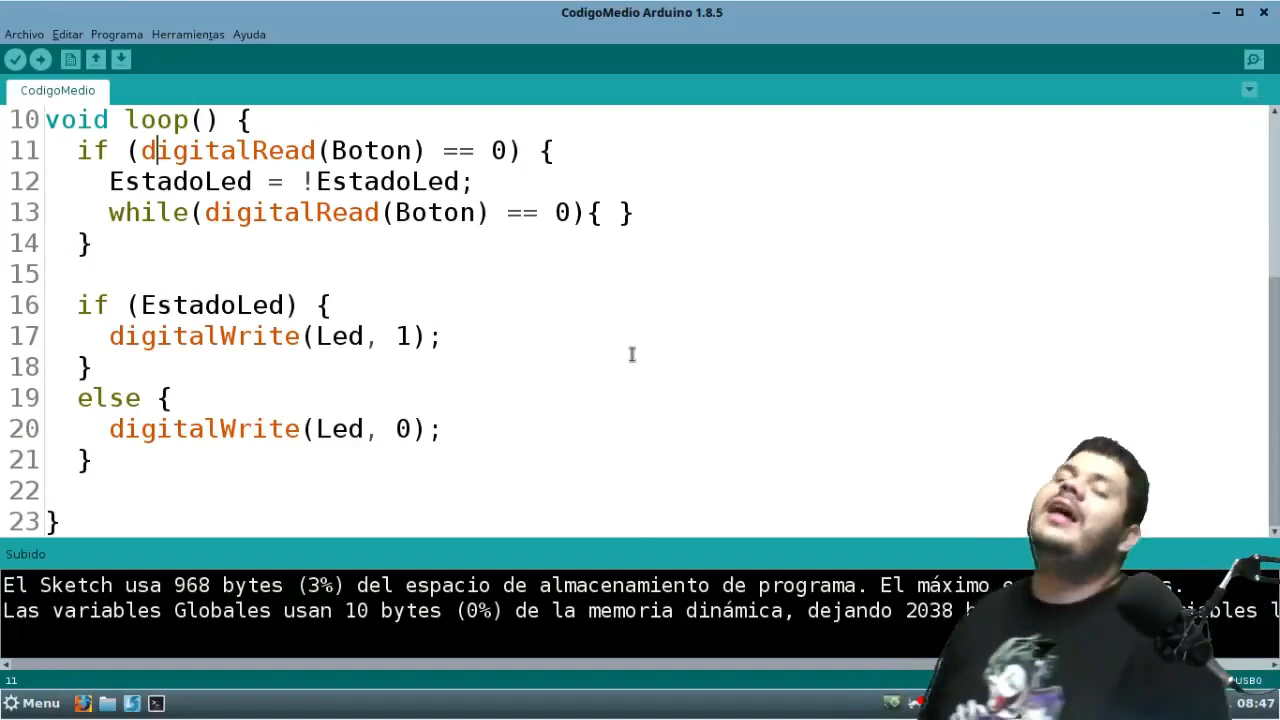 CodigoMedio Arduino 1.8.5
Archivo Editar Programa Herramientas Ayuda
CodigoMedio
10 void loop() {
11 if (digitalRead(Boton) == 0) {
12 EstadoLed = !EstadoLed;
13 while(digitalRead(Boton) == 0){ }
14 }
15
16 if (EstadoLed) {
17 digitalWrite(Led, 1);
18 }
19 else {
20 digitalWrite(Led, 0);
21 }
22
23 }
Subido
El Sketch usa 968 bytes (3%) del espacio de almacenamiento de programa. El máximo
Las variables Globales usan 10 bytes (0%) de la memoria dinámica, dejando 2038
11 USB0
Menu 08:47